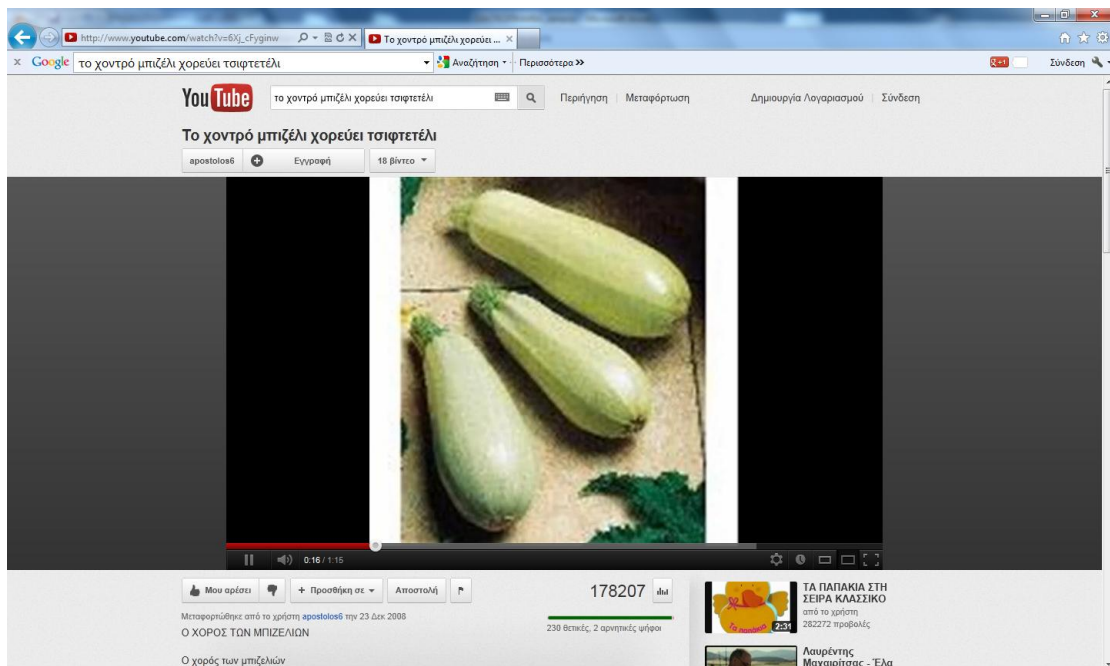 http://www.youtube.com/watch?v=6Xj_cFyginw
Το χοντρό μπιζέλι χορεύει ...
Google το χοντρό μπιζέλι χορεύει τσιφτετέλι Αναζήτηση Περισσότερα >> +1 Σύνδεση
YouTube το χοντρό μπιζέλι χορεύει τσιφτετέλι Περιήγηση Μεταφόρτωση Δημιουργία Λογαριασμού Σύνδεση
Το χοντρό μπιζέλι χορεύει τσιφτετέλι
apostolos6 Εγγραφή 18 βίντεο
0:16 / 1:15
Μου αρέσει + Προσθήκη σε Αποστολή 178207
Μεταφορτώθηκε από το χρήστη apostolos6 την 23 Δεκ 2008
230 θετικές, 2 αρνητικές ψήφοι
Ο ΧΟΡΟΣ ΤΩΝ ΜΠΙΖΕΛΙΩΝ
Ο χορός των μπιζελιών
Τα παπάκια
2:31
ΤΑ ΠΑΠΑΚΙΑ ΣΤΗ
ΣΕΙΡΑ ΚΛΑΣΣΙΚΟ
από το χρήστη
282272 προβολές
Λαυρέντης
Μαχαιρίτσας - Έλα